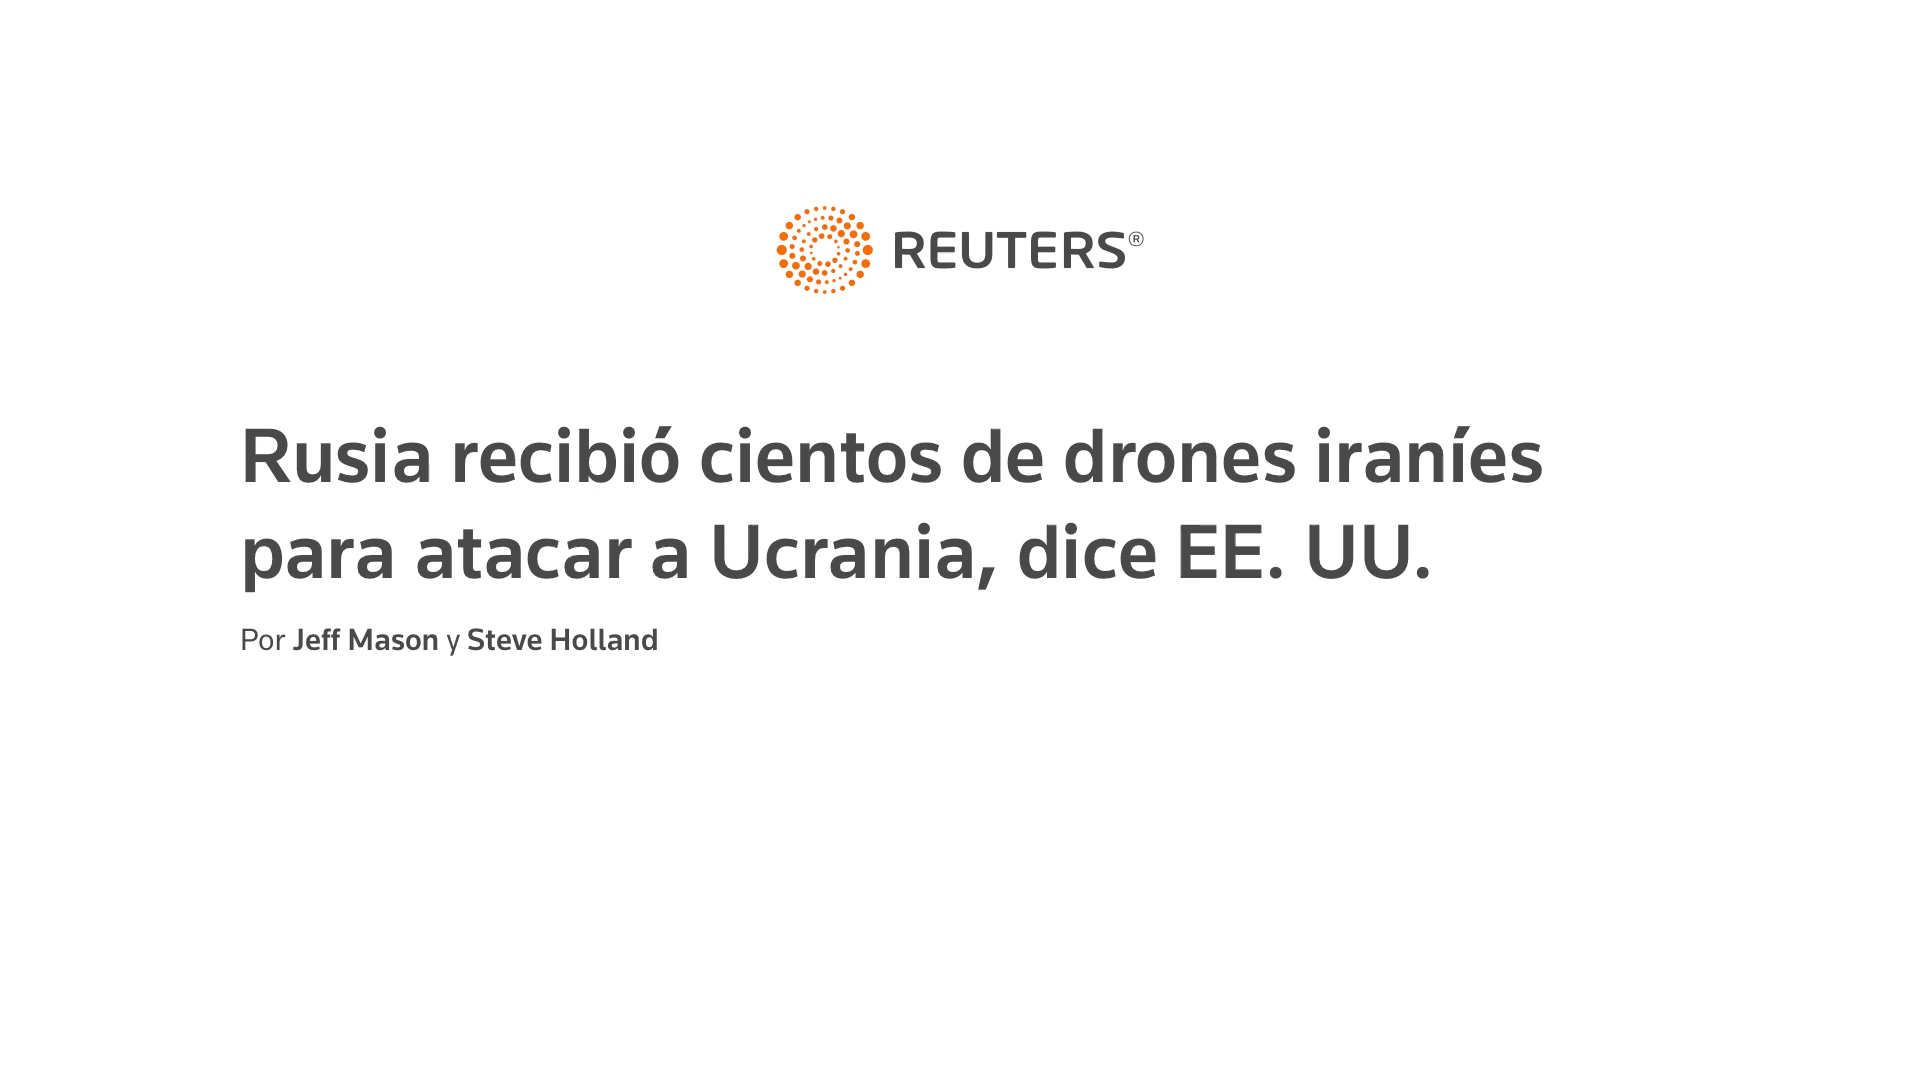 REUTERS®
Rusia recibió cientos de drones iraníes
para atacar a Ucrania, dice EE. UU.
Por Jeff Mason y Steve Holland